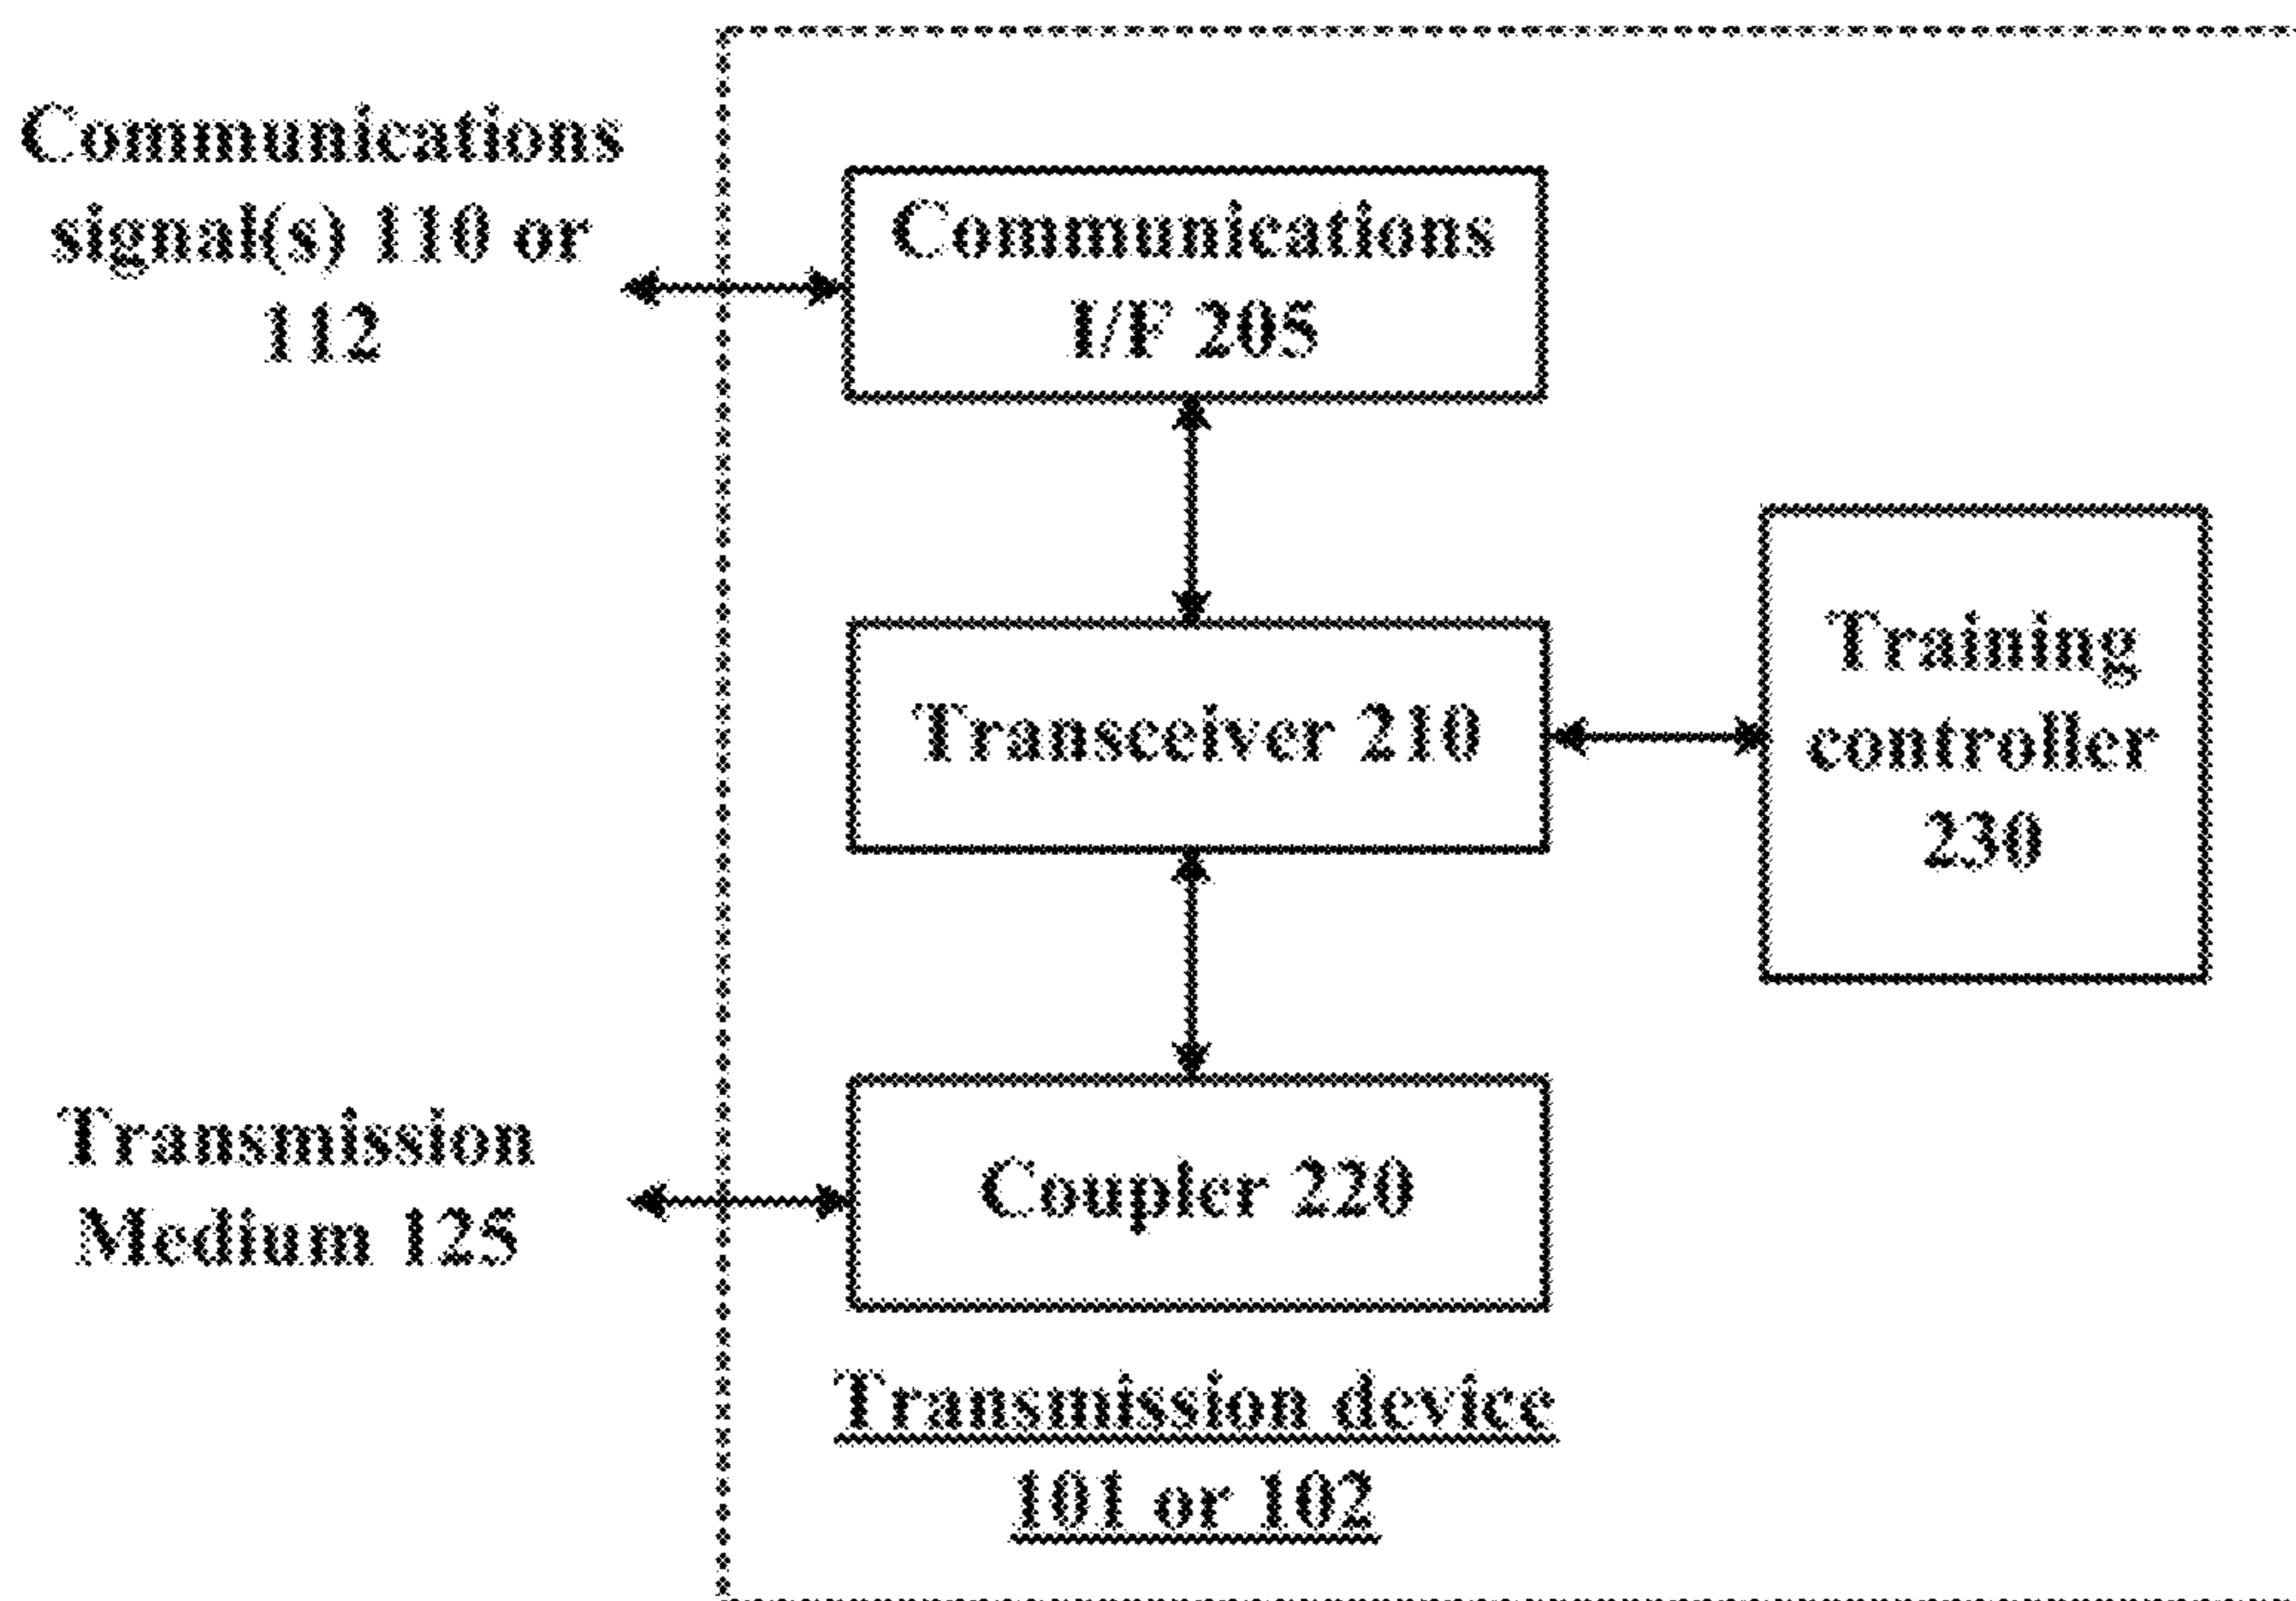 Communications
signal(s) 110 or
112
Communications
I/F 205
Transceiver 210
Training
controller
230
Transmission
Medium 125
Coupler 220
Transmission device
101 or 102